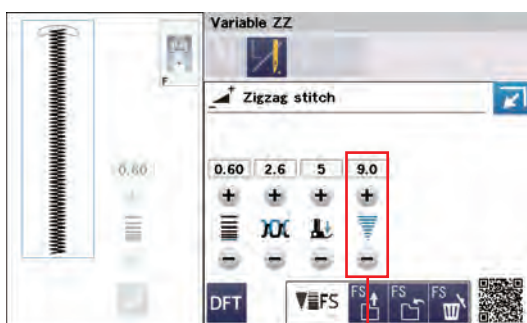 Variable ZZ
F
Zigzag stitch
0.60
0.60 2.6 5 9.0
DFT
FS
FS
FS
FS